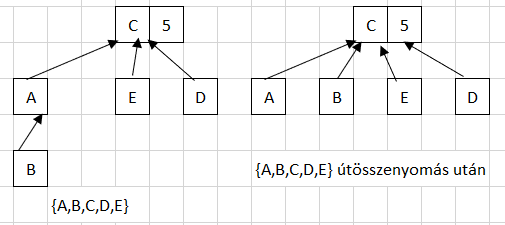 C 5 C 5
A E D A B E D
B
{A,B,C,D,E} útösszenyomás után
{A,B,C,D,E}